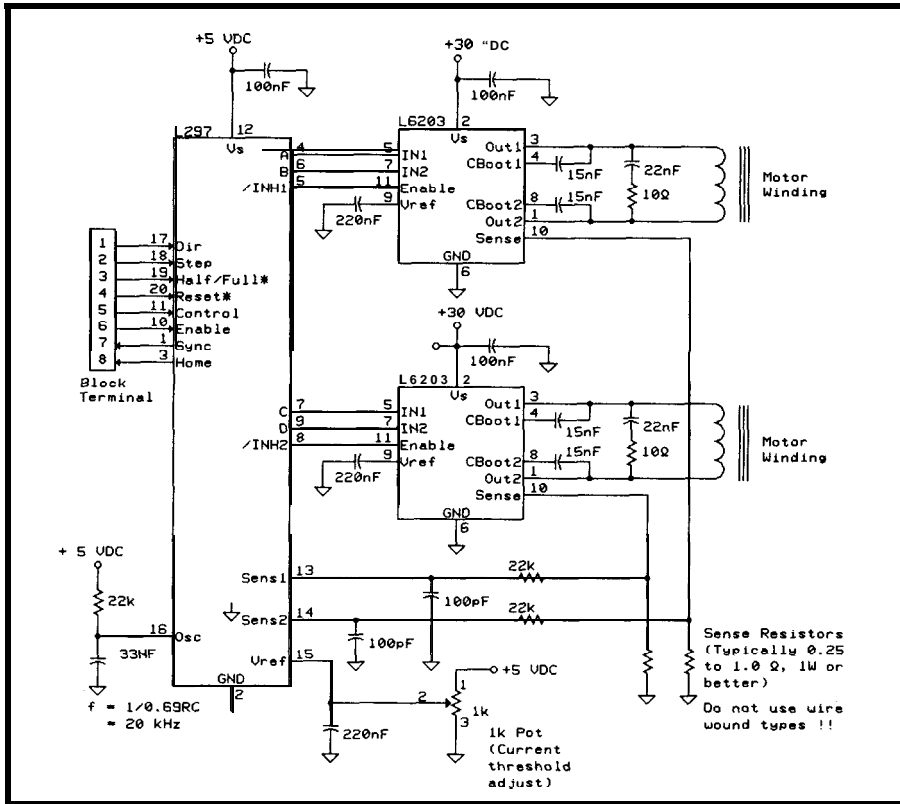 +5 VDC
100nF
+30 "DC
100nF
L297
12
Vs
4
A
6
B
5
/INH1
L6203
2
Vs
5
IN1
7
IN2
11
Enable
9
Vref
220nF
3
Out1
4
CBoot1
15nF
15nF
8
CBoot2
1
Out2
10
Sense
GND
6
22nF
10Ω
Motor
Winding
1
2
3
4
5
6
7
8
Block
Terminal
17
Dir
18
Step
19
Half/Full*
20
Reset*
11
Control
10
Enable
1
Sync
3
Home
+30 VDC
100nF
L6203
2
Vs
7
C
9
D
8
/INH2
5
IN1
7
IN2
11
Enable
9
Vref
220nF
3
Out1
4
CBoot1
15nF
15nF
8
CBoot2
1
Out2
10
Sense
GND
6
22nF
10Ω
Motor
Winding
+ 5 VDC
22k
16
Osc
33NF
f = 1/0.69RC
= 20 kHz
Sens1
13
22k
100pF
Sens2
14
22k
100pF
Vref
15
GND
2
220nF
+5 VDC
1
2
3
1k
1k Pot
(Current
threshold
adjust)
Sense Resistors
(Typically 0.25
to 1.0 Ω, 1W or
better)
Do not use wire
wound types !!